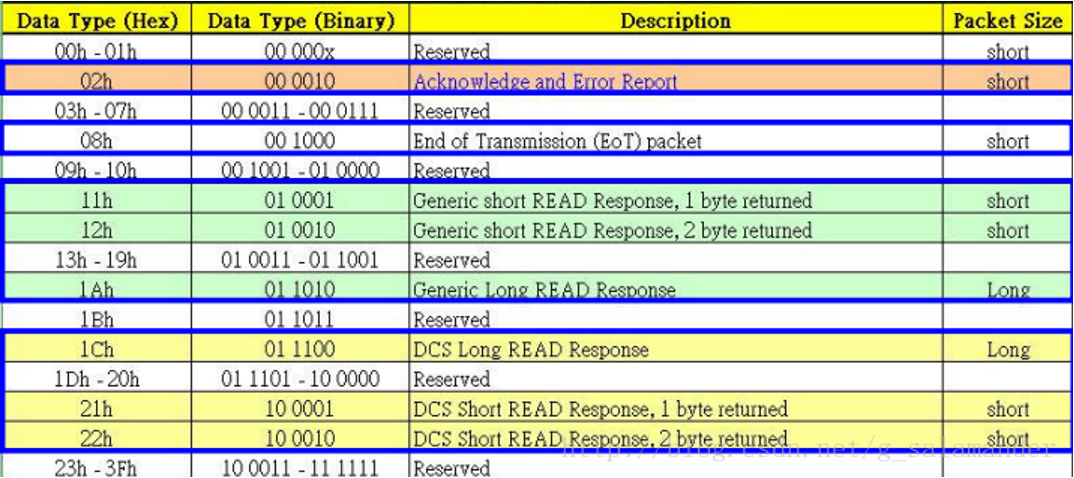 Data Type (Hex) Data Type (Binary) Description Packet Size
00h - 01h 00 000x Reserved short
02h 00 0010 Acknowledge and Error Report short
03h - 07h 00 0011 - 00 0111 Reserved
08h 00 1000 End of Transmission (EoT) packet short
09h - 10h 00 1001 - 01 0000 Reserved
11h 01 0001 Generic short READ Response, 1 byte returned short
12h 01 0010 Generic short READ Response, 2 byte returned short
13h - 19h 01 0011 - 01 1001 Reserved
1Ah 01 1010 Generic Long READ Response Long
1Bh 01 1011 Reserved
1Ch 01 1100 DCS Long READ Response Long
1Dh - 20h 01 1101 - 10 0000 Reserved
21h 10 0001 DCS Short READ Response, 1 byte returned short
22h 10 0010 DCS Short READ Response, 2 byte returned short
http://blog.csdn.net/g_salamander
23h - 3Fh 10 0011 - 11 1111 Reserved